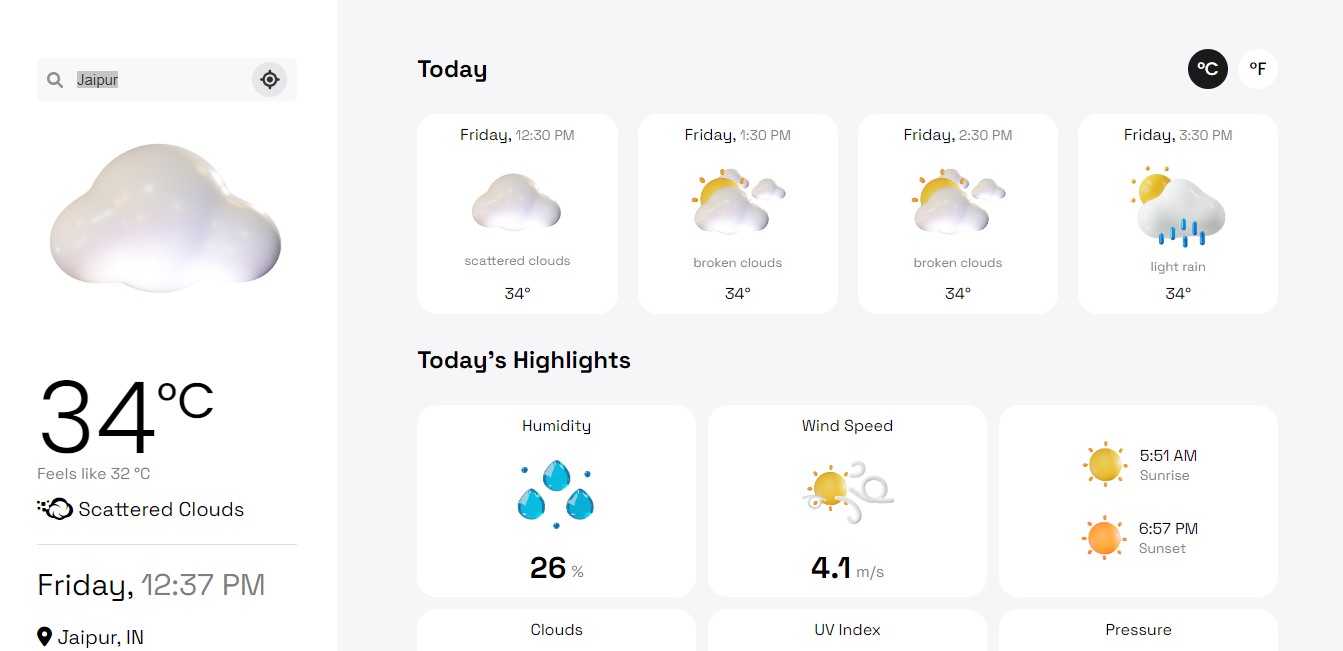 Jaipur
34°C
Feels like 32 °C
Scattered Clouds
Friday, 12:37 PM
Jaipur, IN
Today
°C °F
Friday, 12:30 PM
scattered clouds
34°
Friday, 1:30 PM
broken clouds
34°
Friday, 2:30 PM
broken clouds
34°
Friday, 3:30 PM
light rain
34°
Today's Highlights
Humidity
26 %
Wind Speed
4.1 m/s
5:51 AM
Sunrise
6:57 PM
Sunset
Clouds
UV Index
Pressure